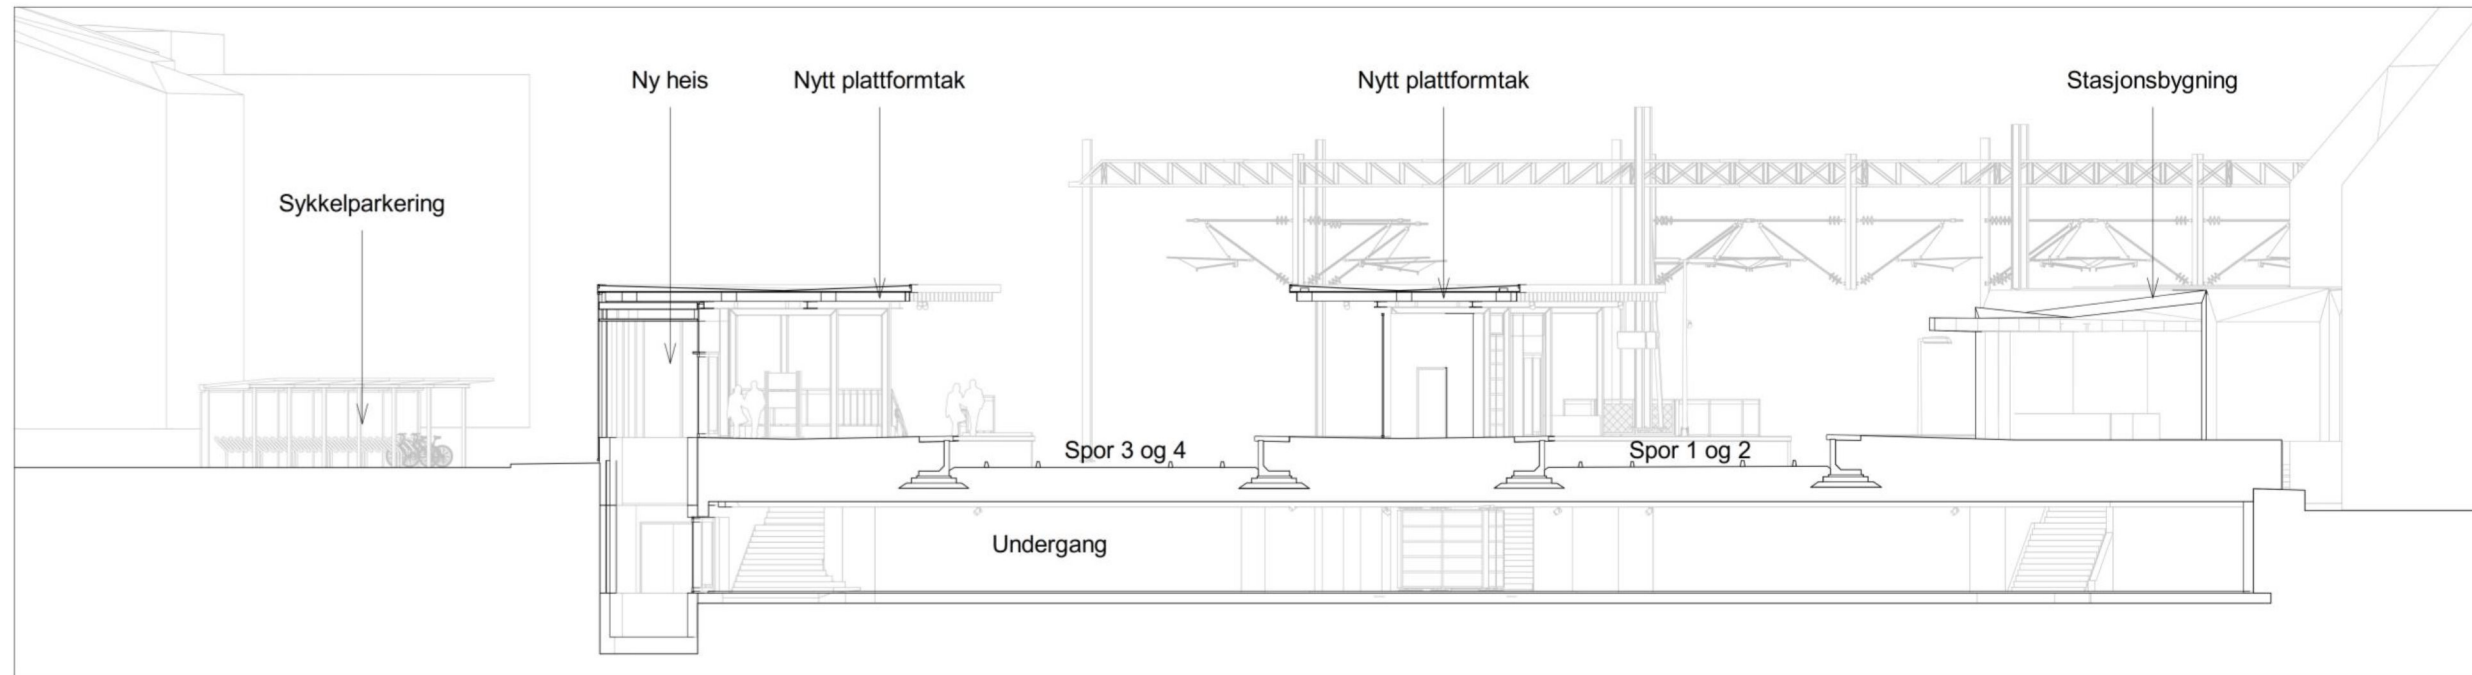 Ny heis
Nytt plattformtak
Nytt plattformtak
Stasjonsbygning
Sykkelparkering
Spor 3 og 4
Spor 1 og 2
Undergang